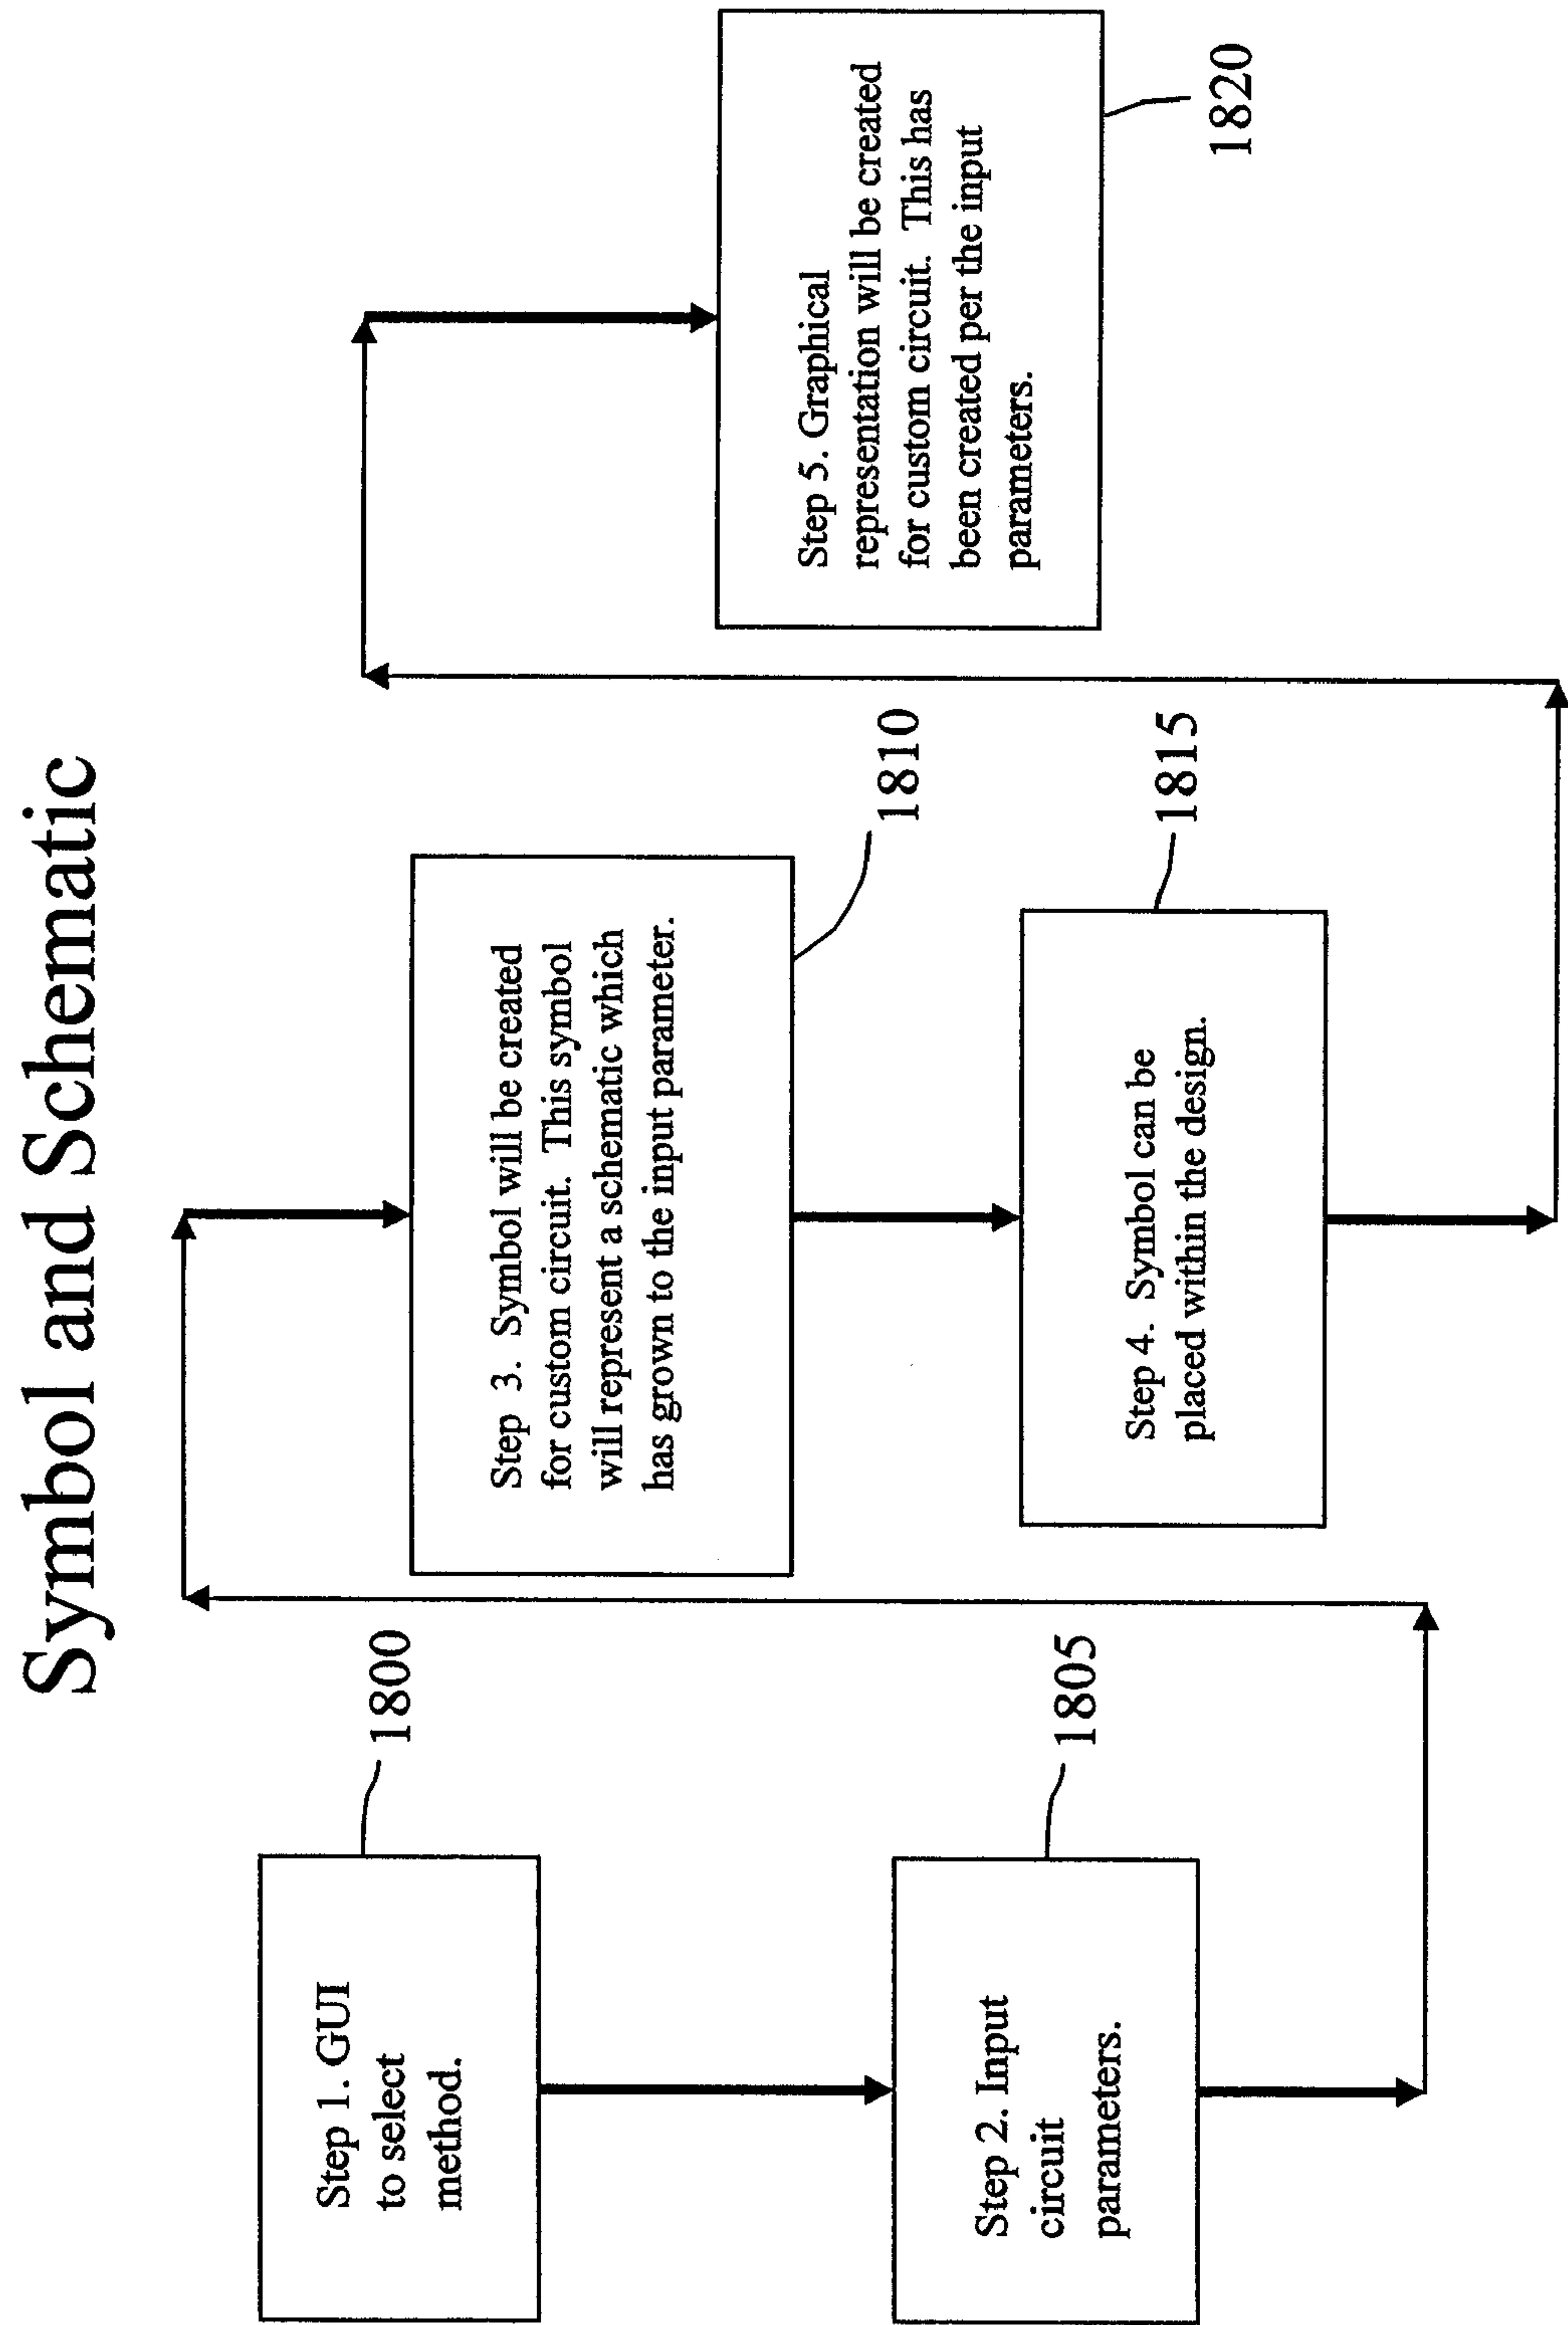 Symbol and Schematic
Step 1. GUI
to select
method.
1800
Step 2. Input
circuit
parameters.
1805
Step 3. Symbol will be created
for custom circuit. This symbol
will represent a schematic which
has grown to the input parameter.
1810
Step 4. Symbol can be
placed within the design.
1815
Step 5. Graphical
representation will be created
for custom circuit. This has
been created per the input
parameters.
1820